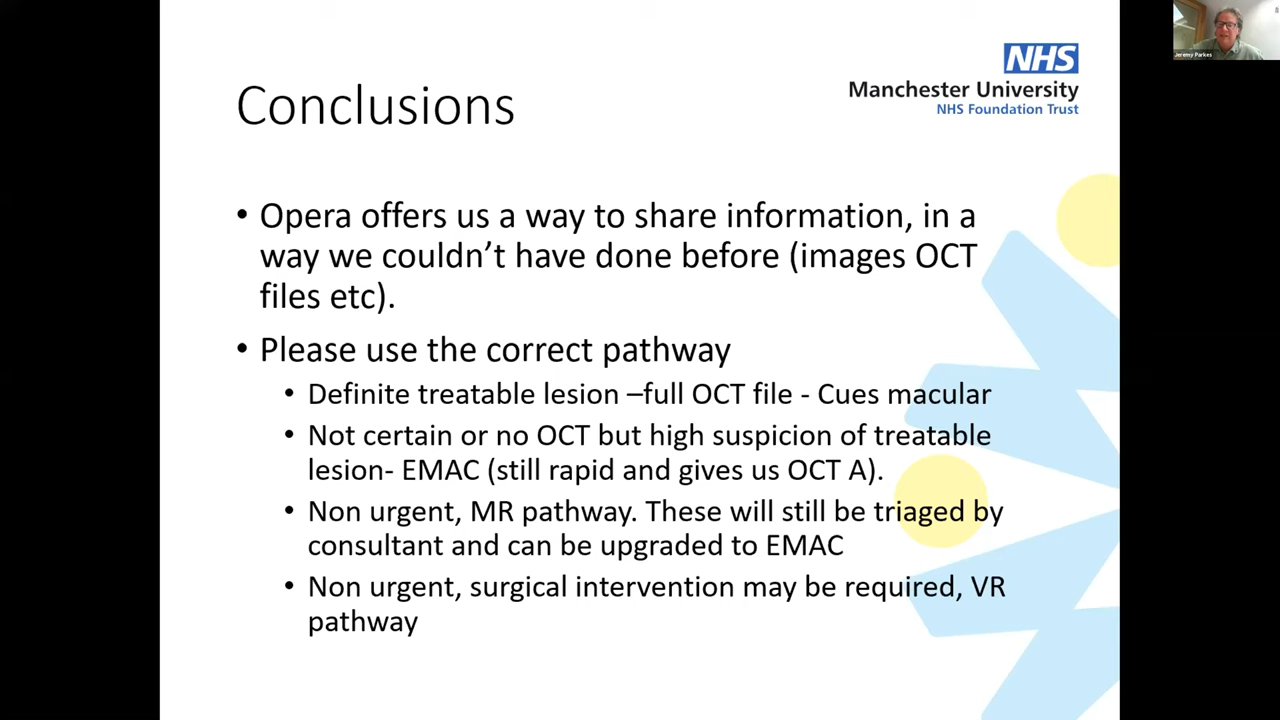 Jeremy Parkes
NHS
Manchester University
NHS Foundation Trust
Conclusions
• Opera offers us a way to share information, in a
way we couldn't have done before (images OCT
files etc).
• Please use the correct pathway
• Definite treatable lesion –full OCT file - Cues macular
• Not certain or no OCT but high suspicion of treatable
lesion- EMAC (still rapid and gives us OCT A).
• Non urgent, MR pathway. These will still be triaged by
consultant and can be upgraded to EMAC
• Non urgent, surgical intervention may be required, VR
pathway